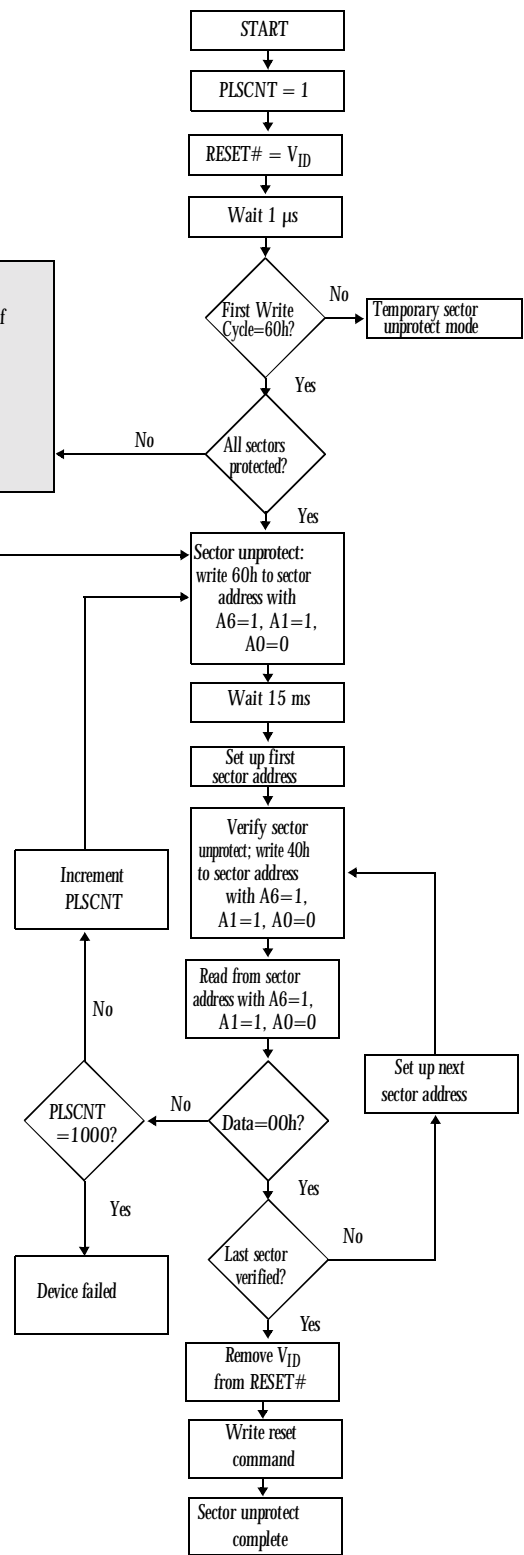 START
PLSCNT = 1
RESET# = VID
Wait 1 µs
First Write
Cycle=60h?
No
Temporary sector
unprotect mode
Yes
f
All sectors
protected?
No
Yes
Sector unprotect:
write 60h to sector
address with
A6=1, A1=1,
A0=0
Wait 15 ms
Set up first
sector address
Verify sector
unprotect; write 40h
to sector address
with A6=1,
A1=1, A0=0
Increment
PLSCNT
Read from sector
address with A6=1,
A1=1, A0=0
No
Set up next
sector address
Data=00h?
No
PLSCNT
=1000?
Yes
Yes
Device failed
Last sector
verified?
No
Yes
Remove VID
from RESET#
Write reset
command
Sector unprotect
complete